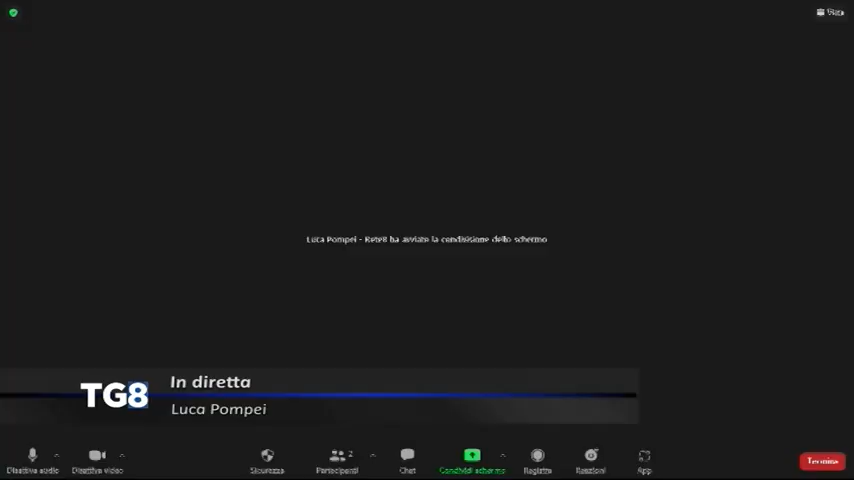 Luca Pompei - Rete8 ha avviato la condivisione dello schermo
In diretta
TG8
Luca Pompei
Disattiva audio
Disattiva video
Sicurezza
Partecipanti
2
Chat
Condividi schermo
Registra
Reazioni
App
Termina